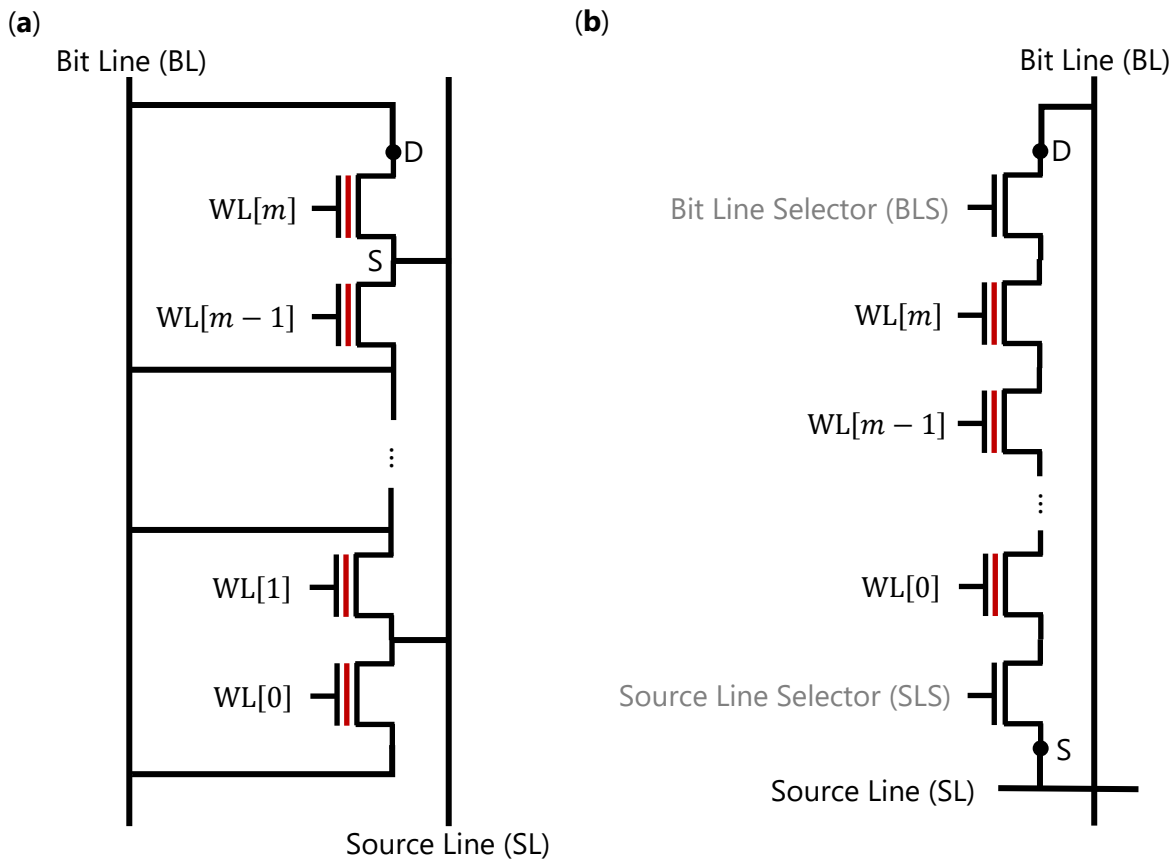 (a)
Bit Line (BL)
D
WL[m]
S
WL[m − 1]
...
WL[1]
WL[0]
Source Line (SL)
(b)
Bit Line (BL)
D
Bit Line Selector (BLS)
WL[m]
WL[m − 1]
...
WL[0]
Source Line Selector (SLS)
S
Source Line (SL)